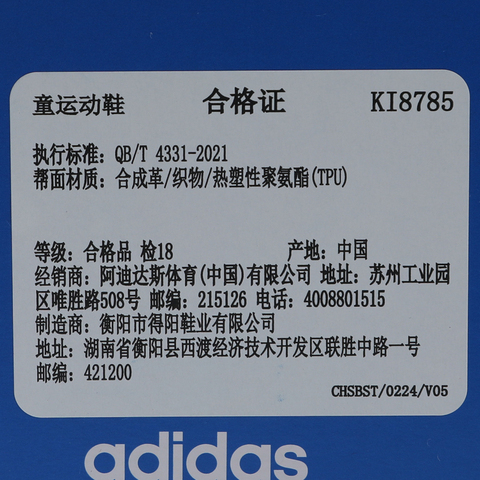 童运动鞋 合格证 KI8785
执行标准：QB/T 4331-2021
帮面材质：合成革/织物/热塑性聚氨酯(TPU)
等级：合格品 检18 产地：中国
经销商：阿迪达斯体育(中国)有限公司 地址：苏州工业园
区唯胜路508号 邮编：215126 电话：4008801515
制造商：衡阳市得阳鞋业有限公司
地址：湖南省衡阳县西渡经济技术开发区联胜中路一号
邮编：421200
CHSBST/0224/V05
adidas